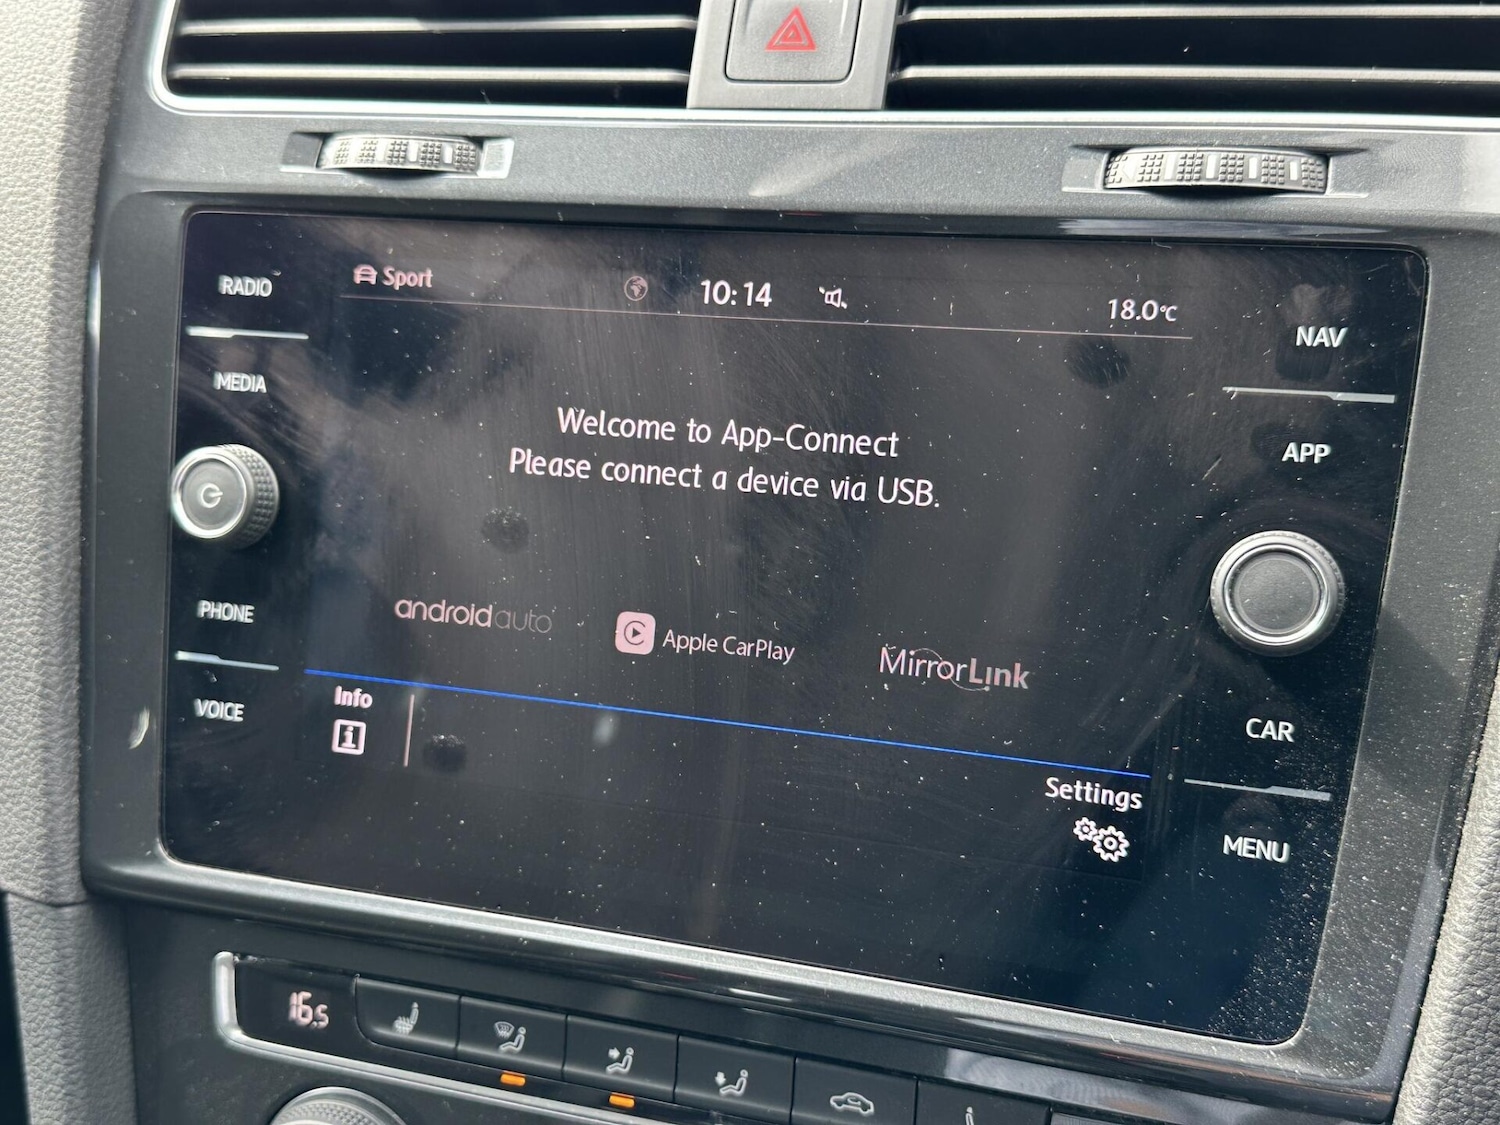 RADIO
Sport
10:14
18.0°C
NAV
MEDIA
Welcome to App-Connect
Please connect a device via USB.
APP
PHONE
androidauto
Apple CarPlay
MirrorLink
VOICE
Info
CAR
Settings
MENU
16.5